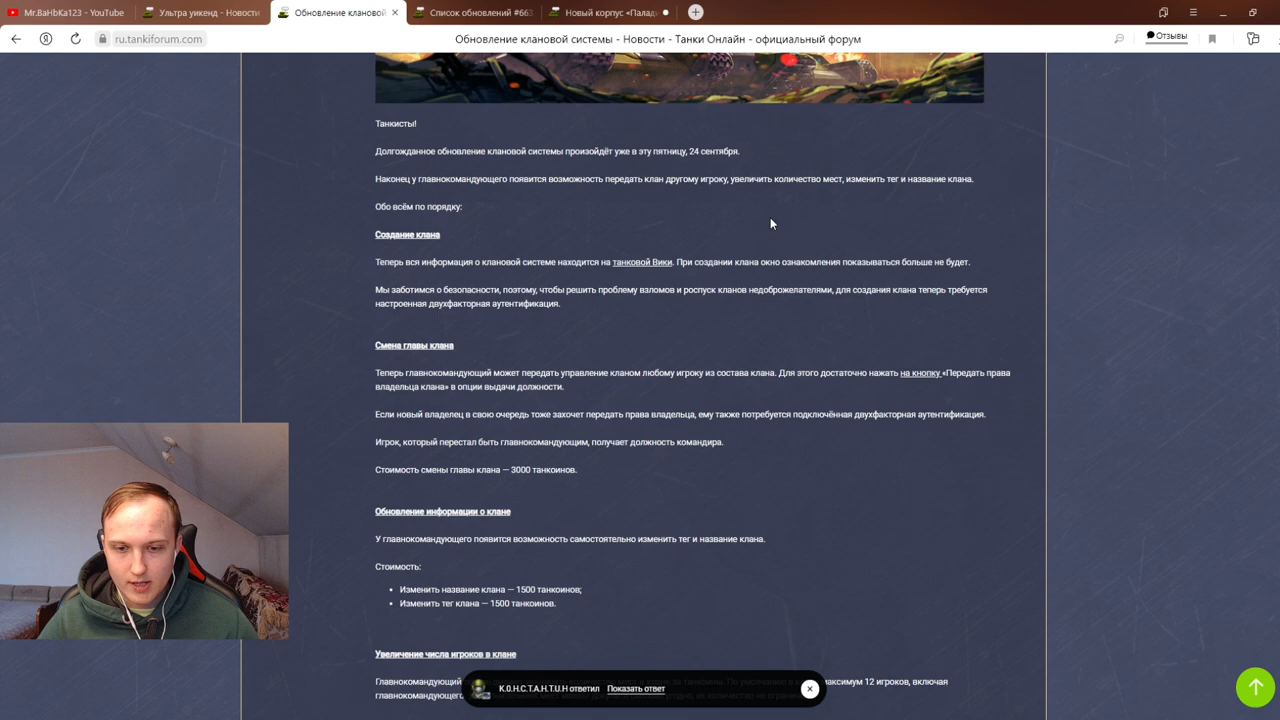 Mr.BaHbKa123 - YouTube
Ультра уикенд - Новости
Обновление клановой
Список обновлений #663
Новый корпус «Палад
ru.tankiforum.com
Обновление клановой системы - Новости - Танки Онлайн - официальный форум
Отзывы
Танкисты!
Долгожданное обновление клановой системы произойдёт уже в эту пятницу, 24 сентября.
Наконец у главнокомандующего появится возможность передать клан другому игроку, увеличить количество мест, изменить тег и название клана.
Обо всём по порядку:
Создание клана
Теперь вся информация о клановой системе находится на танковой Вики. При создании клана окно ознакомления показываться больше не будет.
Мы заботимся о безопасности, поэтому, чтобы решить проблему взломов и роспуск кланов недоброжелателями, для создания клана теперь требуется
настроенная двухфакторная аутентификация.
Смена главы клана
Теперь главнокомандующий может передать управление кланом любому игроку из состава клана. Для этого достаточно нажать на кнопку «Передать права
владельца клана» в опции выдачи должности.
Если новый владелец в свою очередь тоже захочет передать права владельца, ему также потребуется подключённая двухфакторная аутентификация.
Игрок, который перестал быть главнокомандующим, получает должность командира.
Стоимость смены главы клана — 3000 танкоинов.
Обновление информации о клане
У главнокомандующего появится возможность самостоятельно изменить тег и название клана.
Стоимость:
• Изменить название клана — 1500 танкоинов;
• Изменить тег клана — 1500 танкоинов.
Увеличение числа игроков в клане
Главнокомандующий максимум 12 игроков, включая
главнокомандующего
К.0.Н.С.Т.А.Н.Т.U.Н ответил Показать ответ